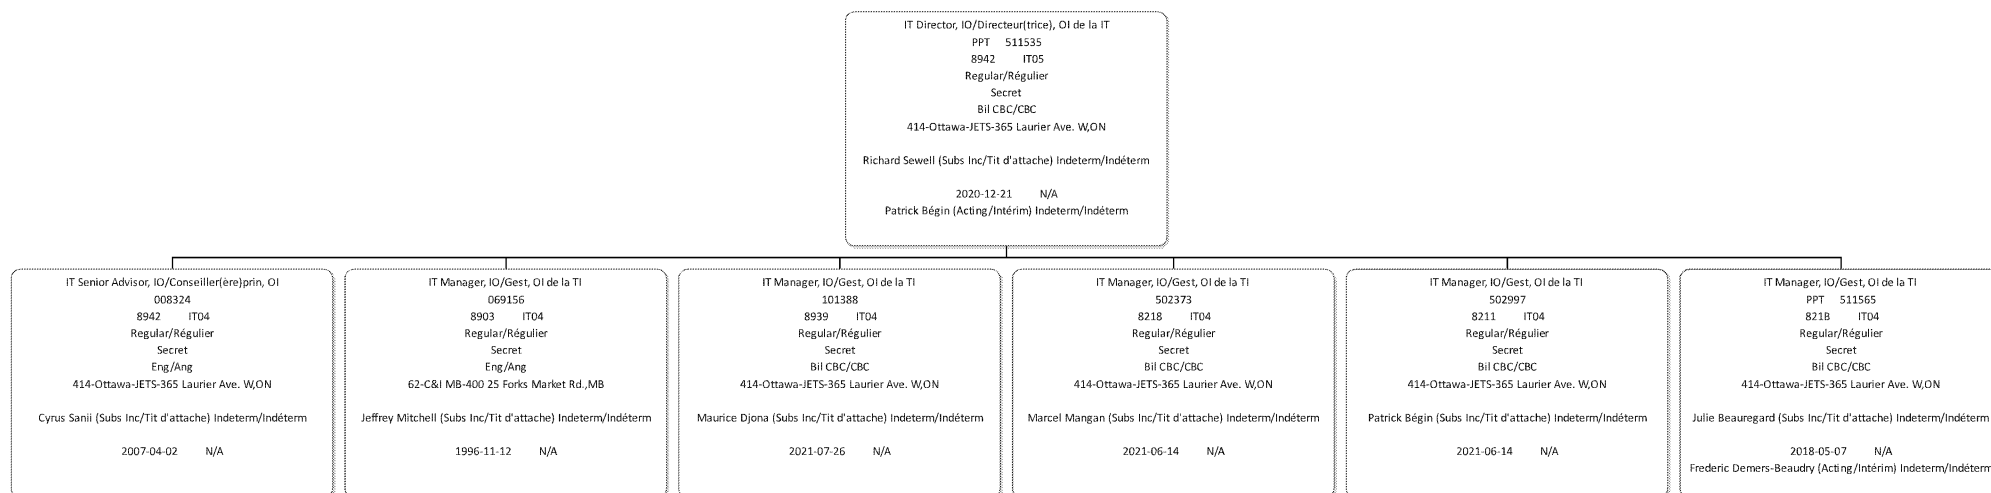 IT Director, IO/Directeur(trice), OI de la IT
PPT 511535
8942 IT05
Regular/Régulier
Secret
Bil CBC/CBC
414-Ottawa-JETS-365 Laurier Ave. W,ON
Richard Sewell (Subs Inc/Tit d'attache) Indeterm/Indéterm
2020-12-21 N/A
Patrick Bégin (Acting/Intérim) Indeterm/Indéterm
IT Senior Advisor, IO/Conseiller(ère)prin, OI
008324
8942 IT04
Regular/Régulier
Secret
Eng/Ang
414-Ottawa-JETS-365 Laurier Ave. W,ON
Cyrus Sanii (Subs Inc/Tit d'attache) Indeterm/Indéterm
2007-04-02 N/A
IT Manager, IO/Gest, OI de la TI
069156
8903 IT04
Regular/Régulier
Secret
Eng/Ang
62-C&I MB-400 25 Forks Market Rd.,MB
Jeffrey Mitchell (Subs Inc/Tit d'attache) Indeterm/Indéterm
1996-11-12 N/A
IT Manager, IO/Gest, OI de la TI
101388
8939 IT04
Regular/Régulier
Secret
Bil CBC/CBC
414-Ottawa-JETS-365 Laurier Ave. W,ON
Maurice Djona (Subs Inc/Tit d'attache) Indeterm/Indéterm
2021-07-26 N/A
IT Manager, IO/Gest, OI de la TI
502373
8218 IT04
Regular/Régulier
Secret
Bil CBC/CBC
414-Ottawa-JETS-365 Laurier Ave. W,ON
Marcel Mangan (Subs Inc/Tit d'attache) Indeterm/Indéterm
2021-06-14 N/A
IT Manager, IO/Gest, OI de la TI
502997
8211 IT04
Regular/Régulier
Secret
Bil CBC/CBC
414-Ottawa-JETS-365 Laurier Ave. W,ON
Patrick Bégin (Subs Inc/Tit d'attache) Indeterm/Indéterm
2021-06-14 N/A
IT Manager, IO/Gest, OI de la TI
PPT 511565
821B IT04
Regular/Régulier
Secret
Bil CBC/CBC
414-Ottawa-JETS-365 Laurier Ave. W,ON
Julie Beauregard (Subs Inc/Tit d'attache) Indeterm/Indéterm
2018-05-07 N/A
Frederic Demers-Beaudry (Acting/Intérim) Indeterm/Indéterm